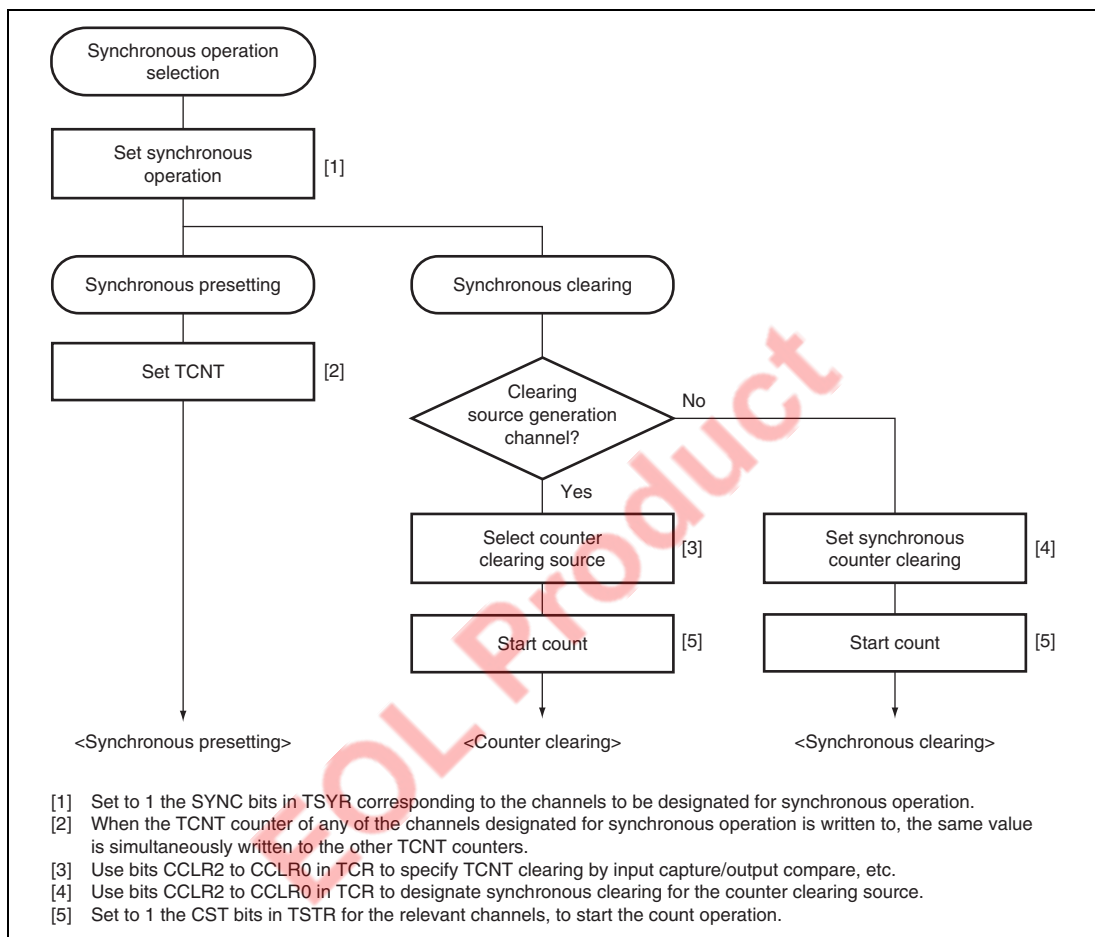 Synchronous operation
selection
Set synchronous
operation
[1]
Synchronous presetting
Synchronous clearing
Set TCNT
[2]
Clearing
source generation
channel?
No
Yes
Select counter
clearing source
[3]
Set synchronous
counter clearing
[4]
Start count
[5]
Start count
[5]
<Synchronous presetting>
<Counter clearing>
<Synchronous clearing>
[1] Set to 1 the SYNC bits in TSYR corresponding to the channels to be designated for synchronous operation.
[2] When the TCNT counter of any of the channels designated for synchronous operation is written to, the same value
is simultaneously written to the other TCNT counters.
[3] Use bits CCLR2 to CCLR0 in TCR to specify TCNT clearing by input capture/output compare, etc.
[4] Use bits CCLR2 to CCLR0 in TCR to designate synchronous clearing for the counter clearing source.
[5] Set to 1 the CST bits in TSTR for the relevant channels, to start the count operation.
EOL Product